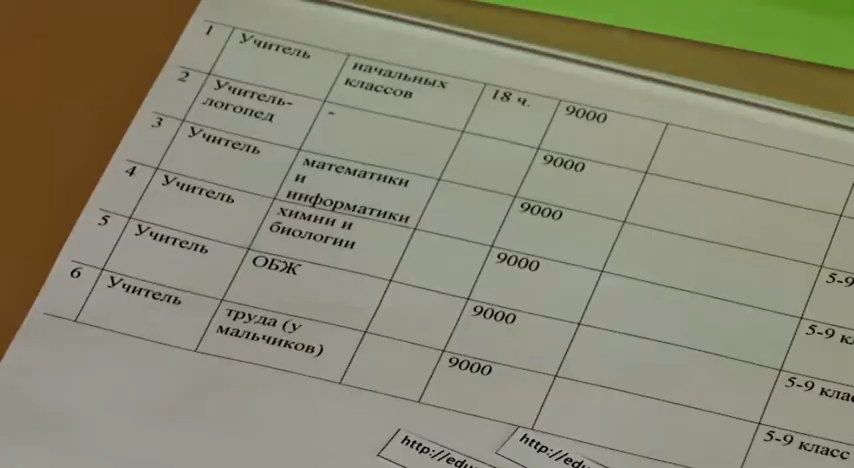 1 Учитель начальных 18 ч. 9000
классов
2 Учитель- - 9000
логопед
3 Учитель математики 9000
и
информатики
4 Учитель химии и 9000 5-9
биологии
5 Учитель ОБЖ 9000 5-9 кл
6 Учитель труда (у 9000 5-9 клас
мальчиков)
5-9 класс
http://edu
http://edu